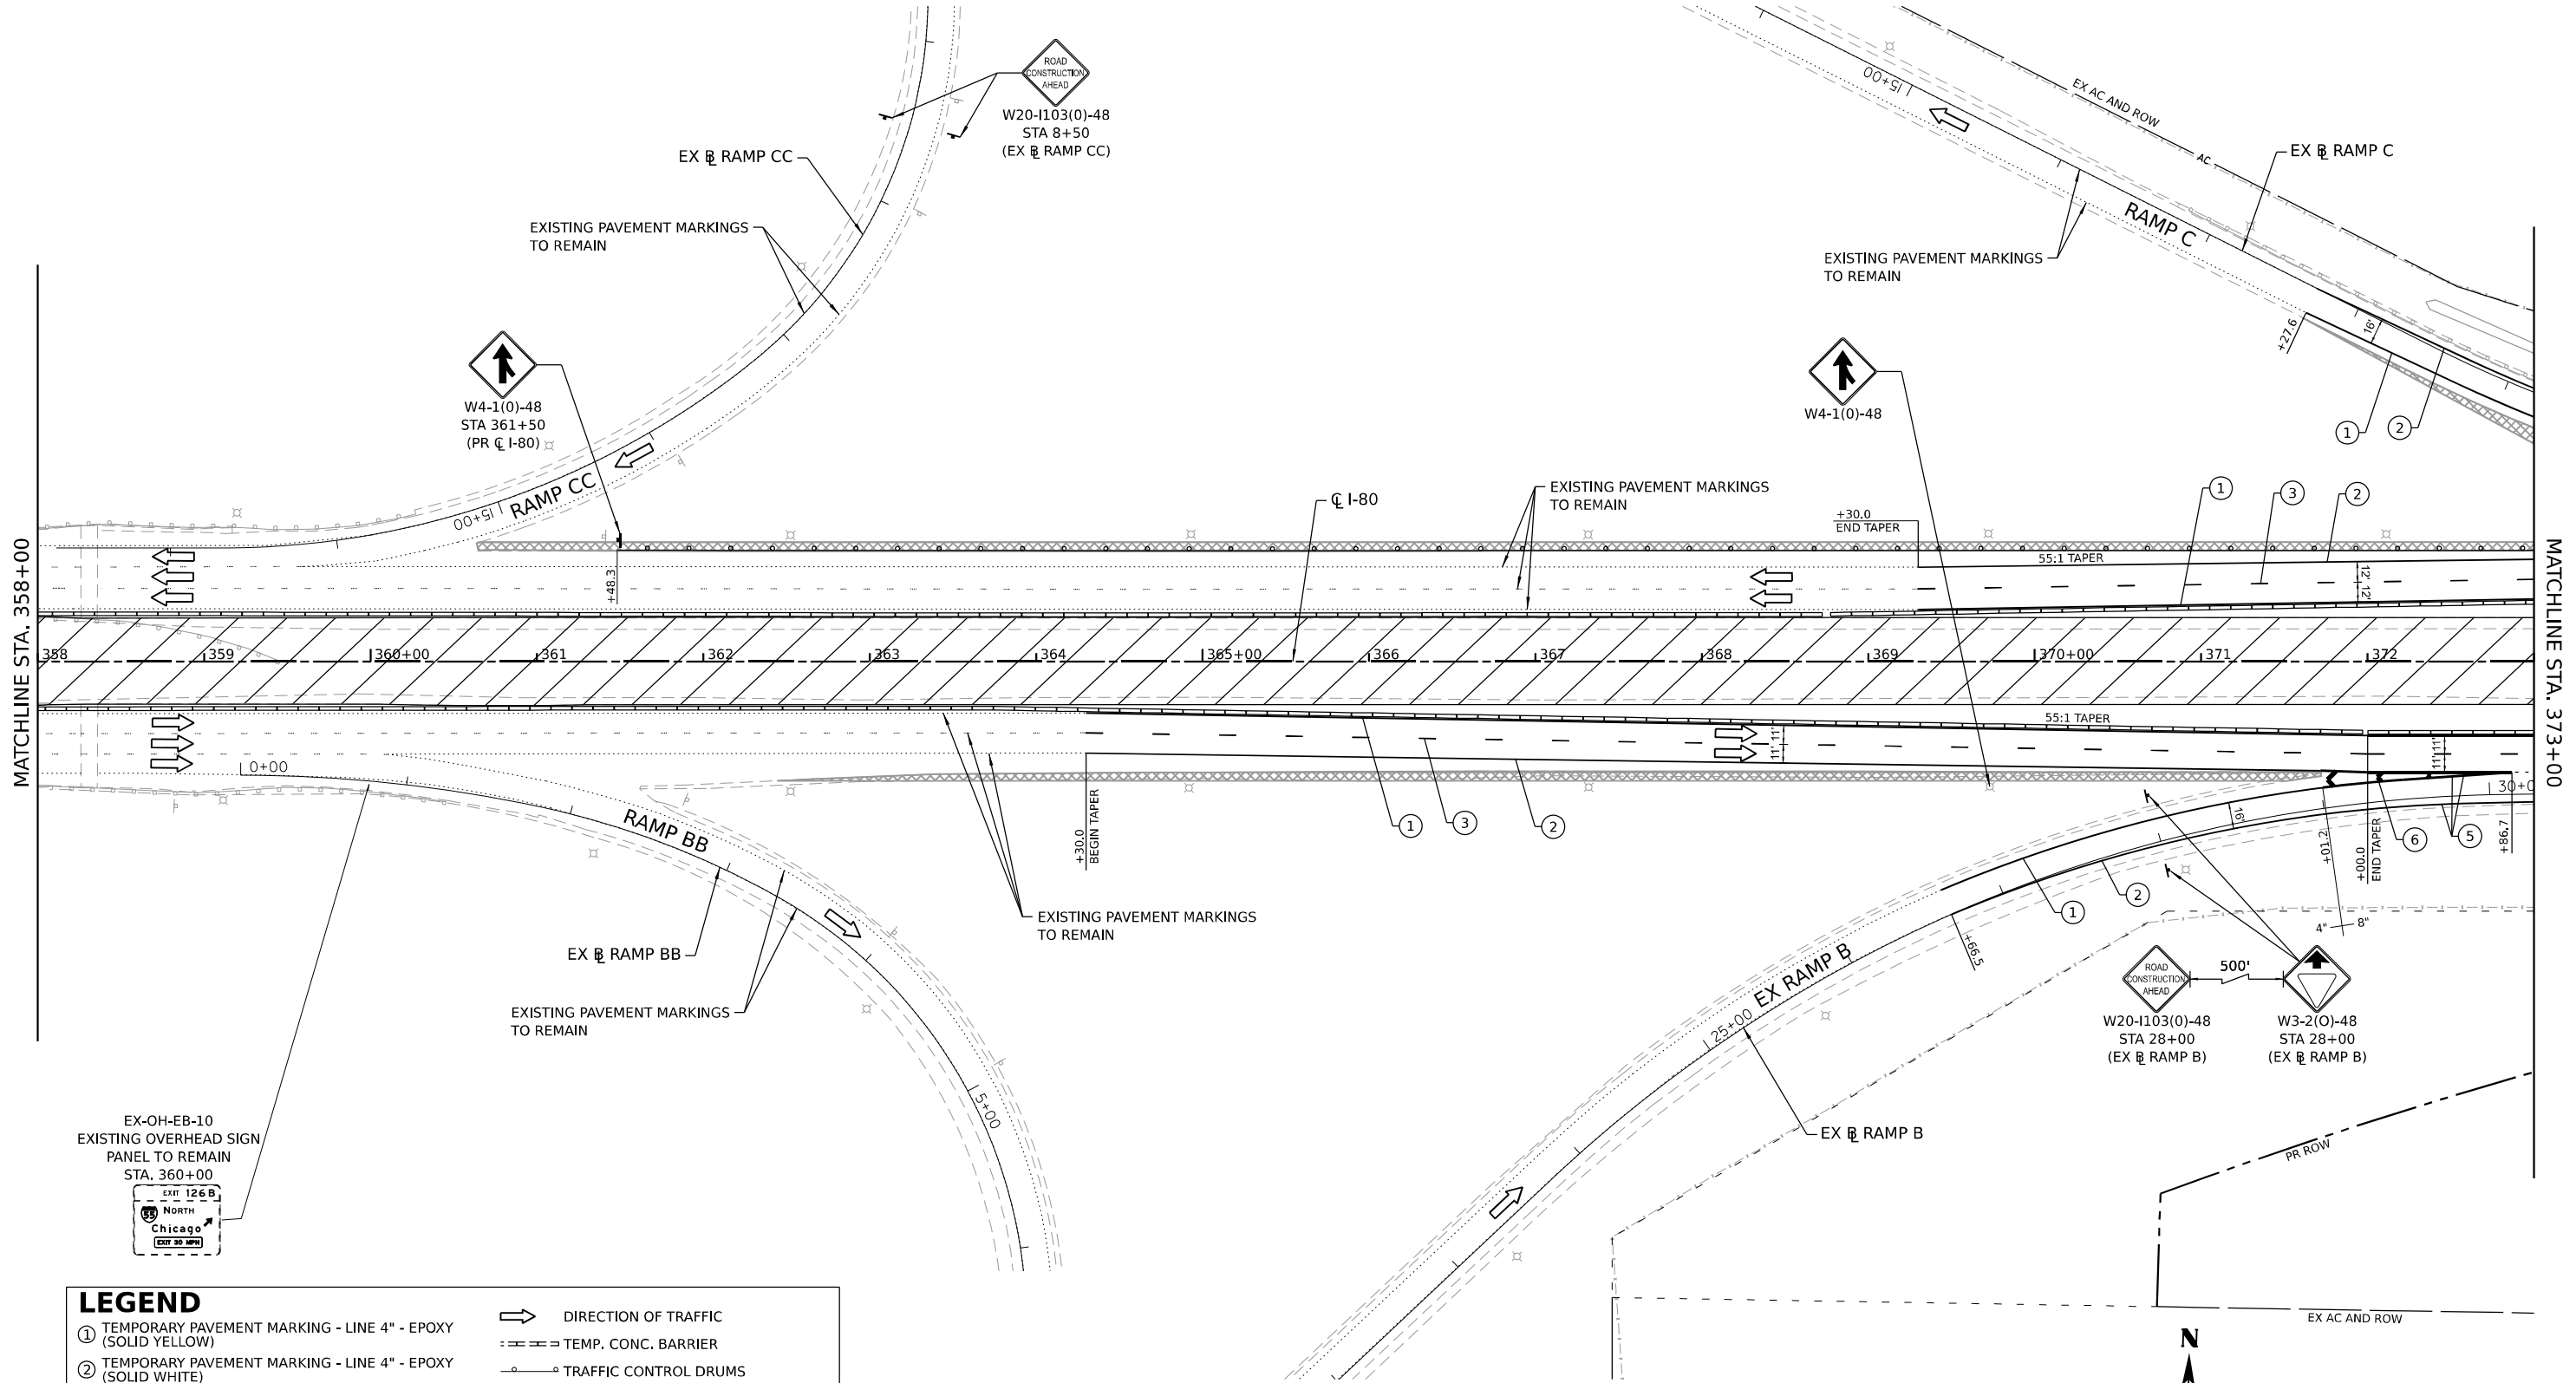 ROAD
CONSTRUCTION
AHEAD
W20-I103(0)-48
STA 8+50
(EX ⅊ RAMP CC)
EX ⅊ RAMP CC
EXISTING PAVEMENT MARKINGS
TO REMAIN
15+00
EX AC AND ROW
AC
EX ⅊ RAMP C
RAMP C
EXISTING PAVEMENT MARKINGS
TO REMAIN
+27.6
16'
1
2
W4-1(0)-48
STA 361+50
(PR ℄ I-80)
W4-1(0)-48
RAMP CC
15+00
℄ I-80
EXISTING PAVEMENT MARKINGS
TO REMAIN
+30.0
END TAPER
1
3
2
55:1 TAPER
12' 12'
+48.3
MATCHLINE STA. 358+00
MATCHLINE STA. 373+00
358
359
360+00
361
362
363
364
365+00
366
367
368
369
370+00
371
372
55:1 TAPER
11' 11'
11' 11'
0+00
RAMP BB
+30.0
BEGIN TAPER
1
3
2
30+0
16'
+01.2
+00.0
END TAPER
6
5
+86.7
1
2
4" 8"
+66.5
EXISTING PAVEMENT MARKINGS
TO REMAIN
EX ⅊ RAMP BB
EXISTING PAVEMENT MARKINGS
TO REMAIN
5+00
EX RAMP B
25+00
EX ⅊ RAMP B
ROAD
CONSTRUCTION
AHEAD
500'
W20-I103(0)-48
STA 28+00
(EX ⅊ RAMP B)
W3-2(O)-48
STA 28+00
(EX ⅊ RAMP B)
EX-OH-EB-10
EXISTING OVERHEAD SIGN
PANEL TO REMAIN
STA. 360+00
EXIT 126 B
55 NORTH
Chicago
EXIT 30 MPH
PR ROW
EX AC AND ROW
N
LEGEND
1 TEMPORARY PAVEMENT MARKING - LINE 4" - EPOXY
(SOLID YELLOW)
2 TEMPORARY PAVEMENT MARKING - LINE 4" - EPOXY
(SOLID WHITE)
DIRECTION OF TRAFFIC
TEMP. CONC. BARRIER
TRAFFIC CONTROL DRUMS